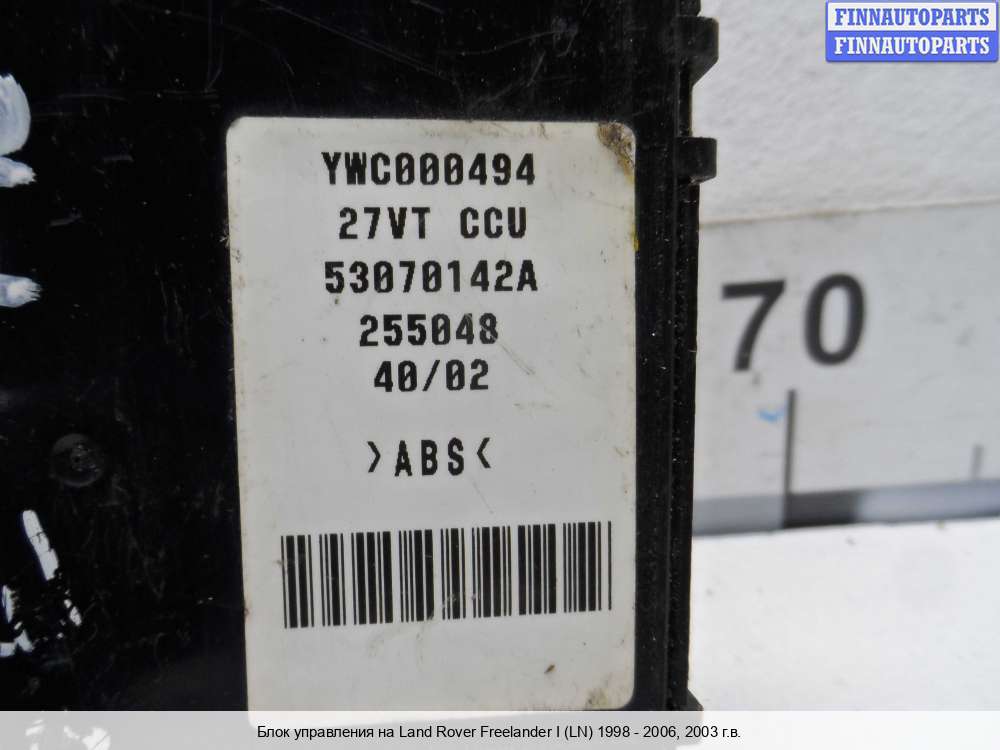 FINNAUTOPARTS
FINNAUTOPARTS
YWC000494
27VT CCU
53070142A
255048
40/02
>ABS<
70
Блок управления на Land Rover Freelander I (LN) 1998 - 2006, 2003 г.в.